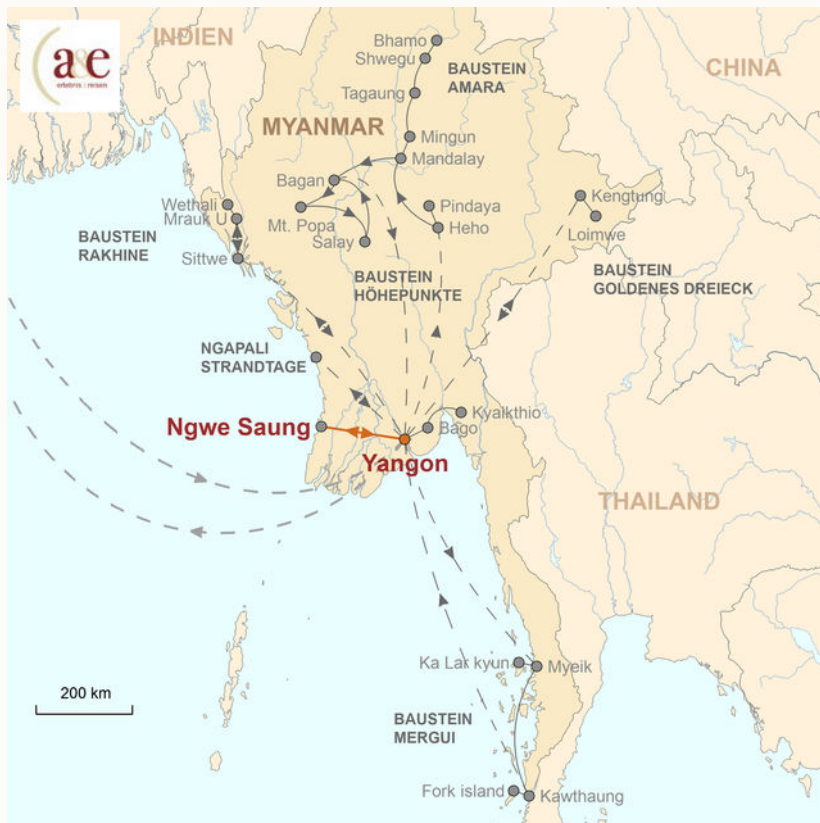 a&e
erlebnis : reisen
INDIEN
CHINA
MYANMAR
THAILAND
Bhamo
Shwegu
BAUSTEIN
AMARA
Tagaung
Mingun
Mandalay
Bagan
Mt. Popa
Salay
Pindaya
Heho
Kengtung
Loimwe
Wethali
Mrauk U
BAUSTEIN
RAKHINE
Sittwe
BAUSTEIN
HÖHEPUNKTE
BAUSTEIN
GOLDENES DREIECK
NGAPALI
STRANDTAGE
Kyaikthio
Bago
Ngwe Saung
Yangon
Ka Lar kyun
Myeik
200 km
BAUSTEIN
MERGUI
Fork island
Kawthaung